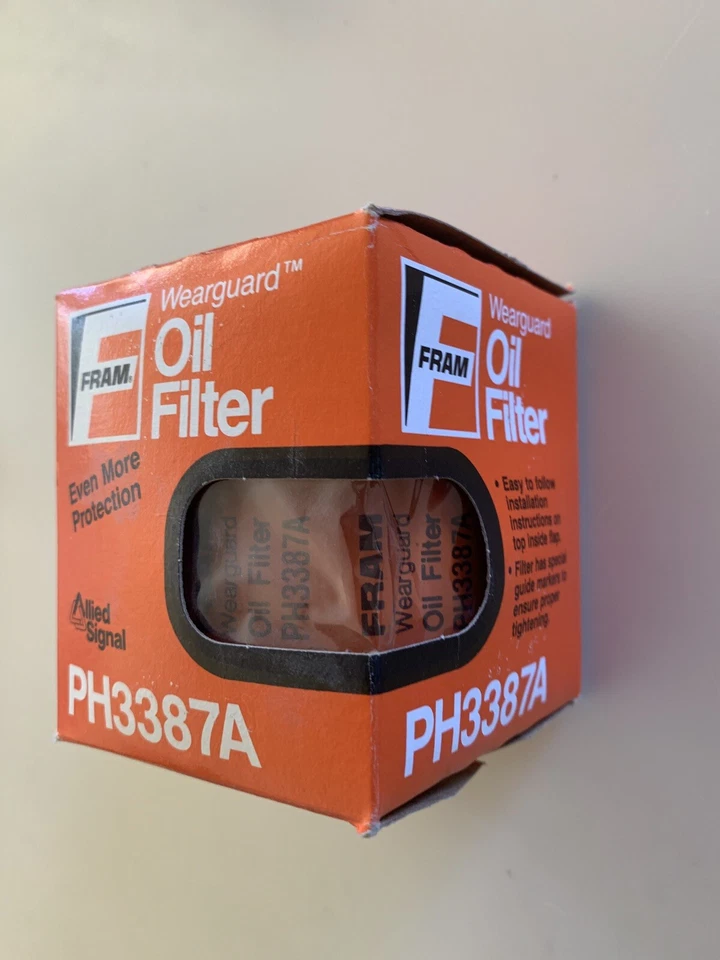 Wearguard™
FRAM®
Oil
Filter
Even More
Protection
Allied
Signal
PH3387A
Wearguard
Oil Filter
PH3387A
FRAM
Wearguard
Oil Filter
PH3387A
Wearguard
FRAM
Oil
Filter
• Easy to follow
installation
instructions on
top inside flap.
• Filter has special
guide markers to
ensure proper
tightening.
PH3387A